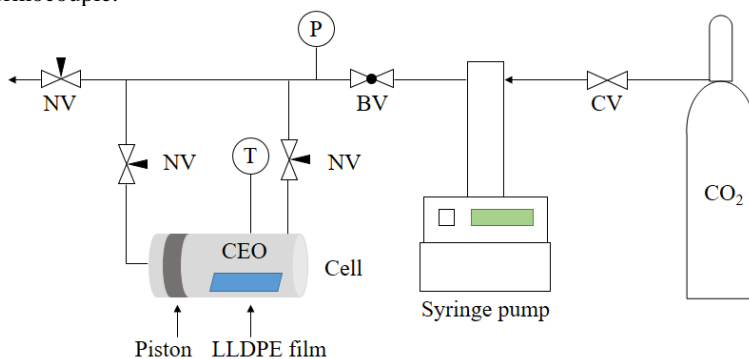 P
NV
BV
CV
NV
T
NV
CO₂
CEO
Cell
Syringe pump
Piston
LLDPE film